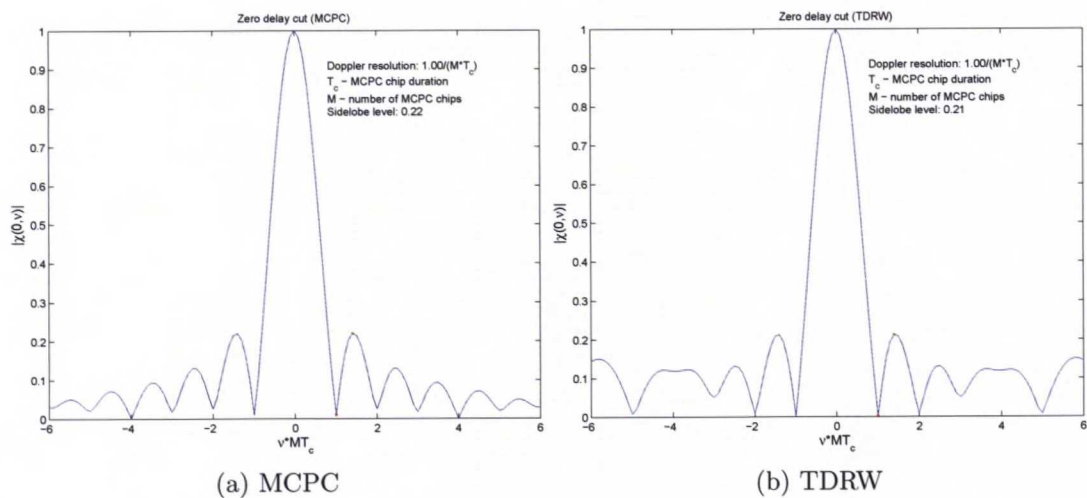 Zero delay cut (MCPC)
1
0.9
0.8
0.7
0.6
0.5
0.4
0.3
0.2
0.1
0
|χ(0,ν)|
Doppler resolution: 1.00/(M*T_c)
T_c − MCPC chip duration
M − number of MCPC chips
Sidelobe level: 0.22
−6 −4 −2 0 2 4 6
ν*MT_c
(a) MCPC
Zero delay cut (TDRW)
1
0.9
0.8
0.7
0.6
0.5
0.4
0.3
0.2
0.1
0
|χ(0,ν)|
Doppler resolution: 1.00/(M*T_c)
T_c − MCPC chip duration
M − number of MCPC chips
Sidelobe level: 0.21
−6 −4 −2 0 2 4 6
ν*MT_c
(b) TDRW